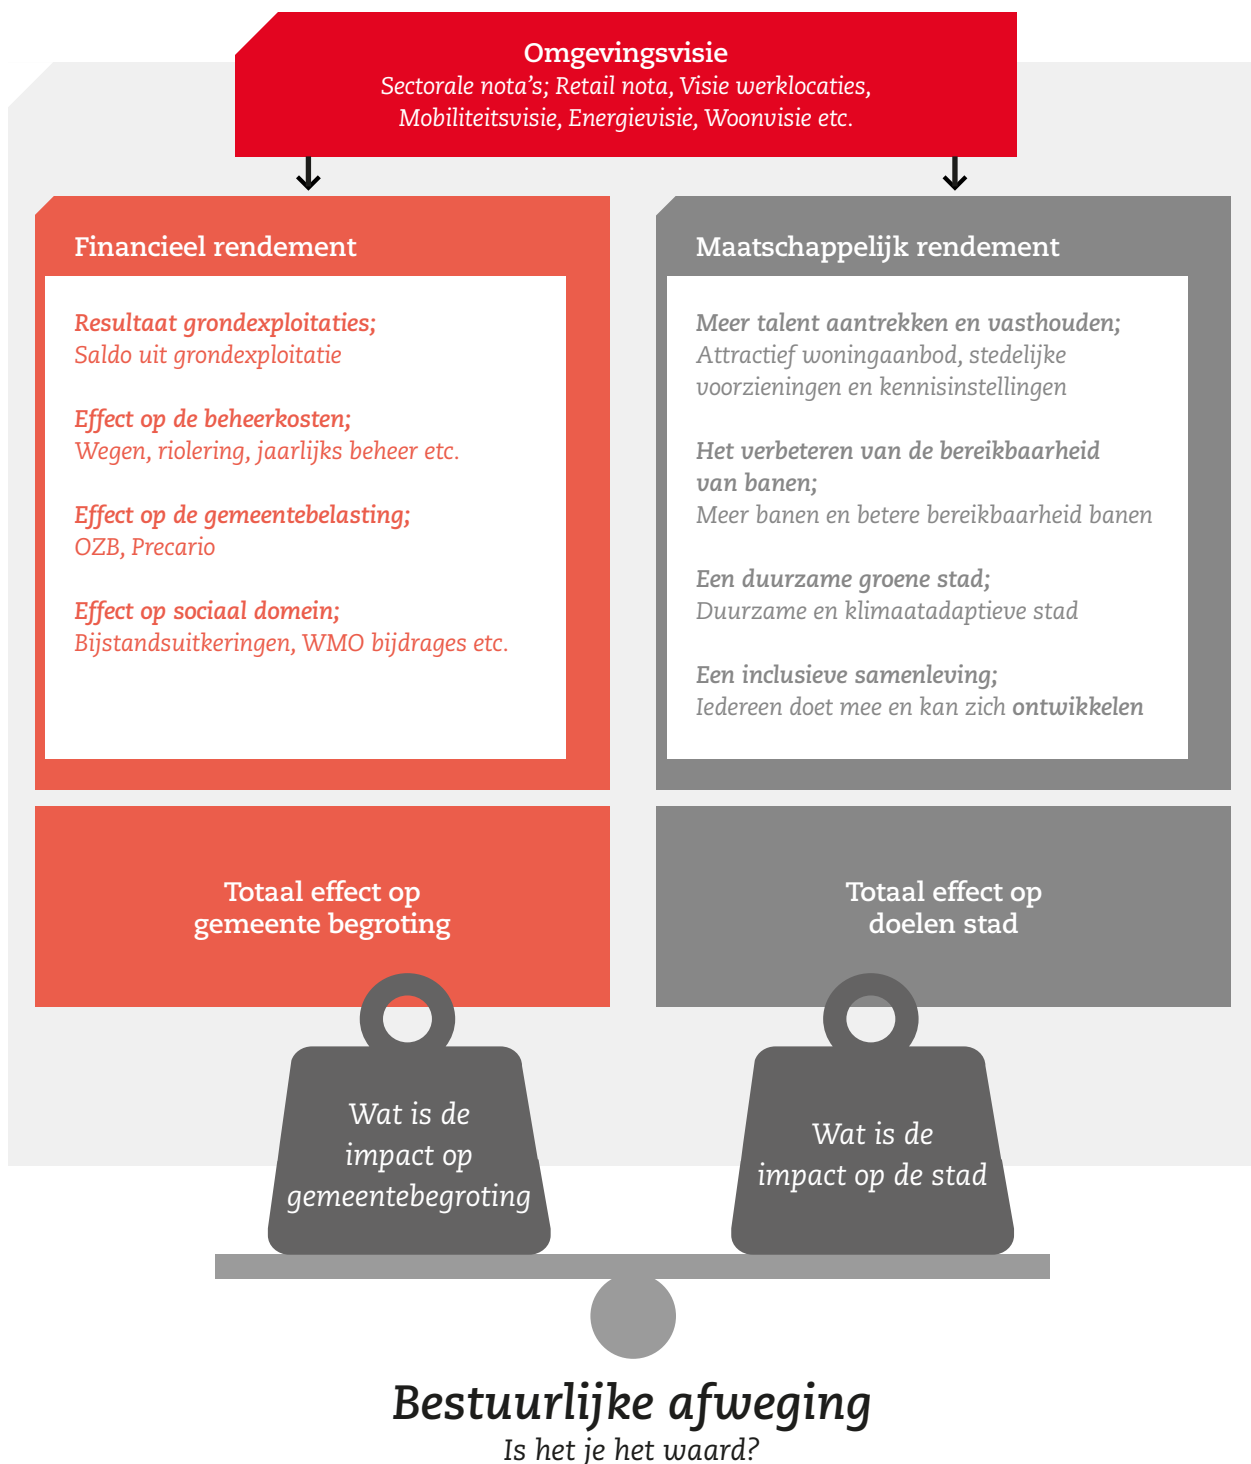 Omgevingsvisie
Sectorale nota's; Retail nota, Visie werklocaties,
Mobiliteitsvisie, Energievisie, Woonvisie etc.
Financieel rendement
Resultaat grondexploitaties;
Saldo uit grondexploitatie
Effect op de beheerkosten;
Wegen, riolering, jaarlijks beheer etc.
Effect op de gemeentebelasting;
OZB, Precario
Effect op sociaal domein;
Bijstandsuitkeringen, WMO bijdrages etc.
Totaal effect op
gemeente begroting
Maatschappelijk rendement
Meer talent aantrekken en vasthouden;
Attractief woningaanbod, stedelijke
voorzieningen en kennisinstellingen
Het verbeteren van de bereikbaarheid
van banen;
Meer banen en betere bereikbaarheid banen
Een duurzame groene stad;
Duurzame en klimaatadaptieve stad
Een inclusieve samenleving;
Iedereen doet mee en kan zich ontwikkelen
Totaal effect op
doelen stad
Wat is de
impact op
gemeentebegroting
Wat is de
impact op de stad
Bestuurlijke afweging
Is het je het waard?